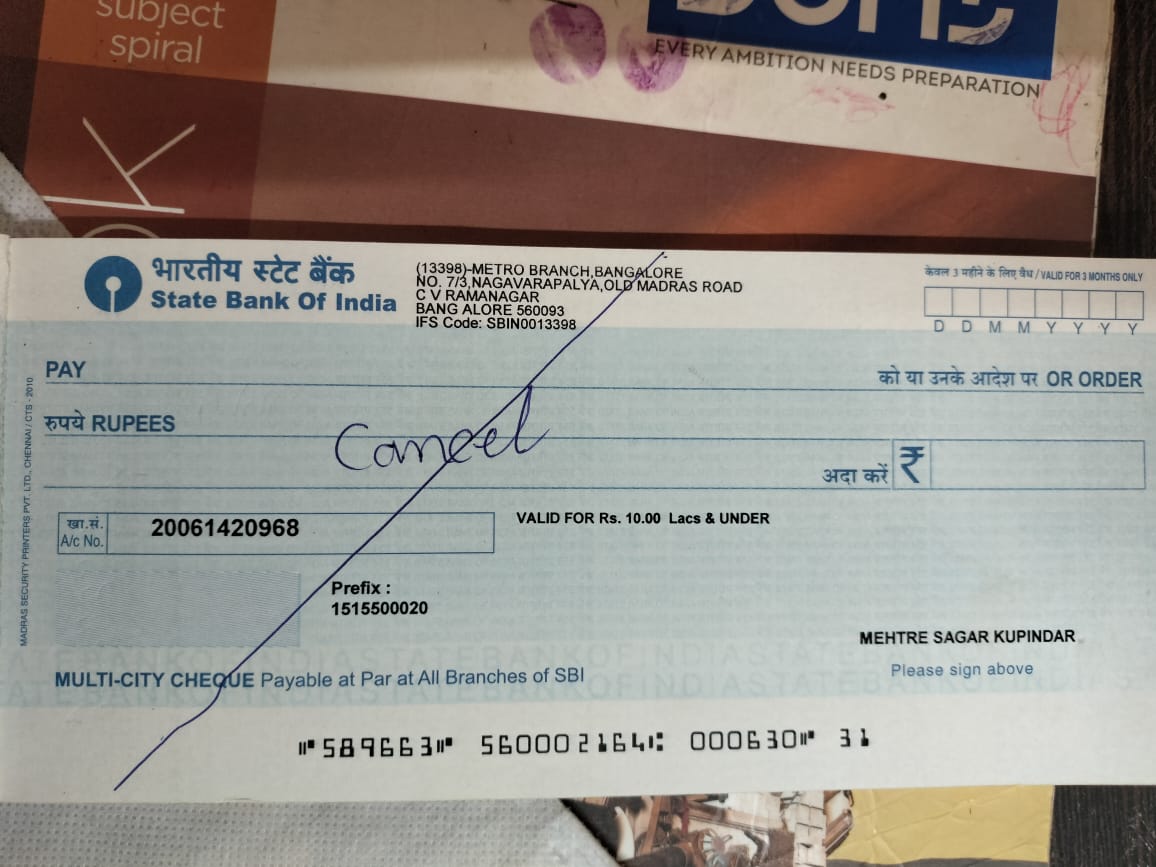 subject
spiral
EVERY AMBITION NEEDS PREPARATION
भारतीय स्टेट बैंक
State Bank Of India
(13398)-METRO BRANCH,BANGALORE
NO. 7/3,NAGAVARAPALYA,OLD MADRAS ROAD
C V RAMANAGAR
BANG ALORE 560093
IFS Code: SBIN0013398
केवल 3 महीने के लिए वैध / VALID FOR 3 MONTHS ONLY
D D M M Y Y Y Y
PAY
को या उनके आदेश पर OR ORDER
रुपये RUPEES
Cancel
अदा करें ₹
खा.सं.
A/c No.
20061420968
VALID FOR Rs. 10.00 Lacs & UNDER
Prefix :
1515500020
MEHTRE SAGAR KUPINDAR
Please sign above
MULTI-CITY CHEQUE Payable at Par at All Branches of SBI
⑈589663⑈ 560002164⑆ 000630⑈ 31
MADRAS SECURITY PRINTERS PVT. LTD., CHENNAI / CTS - 2010